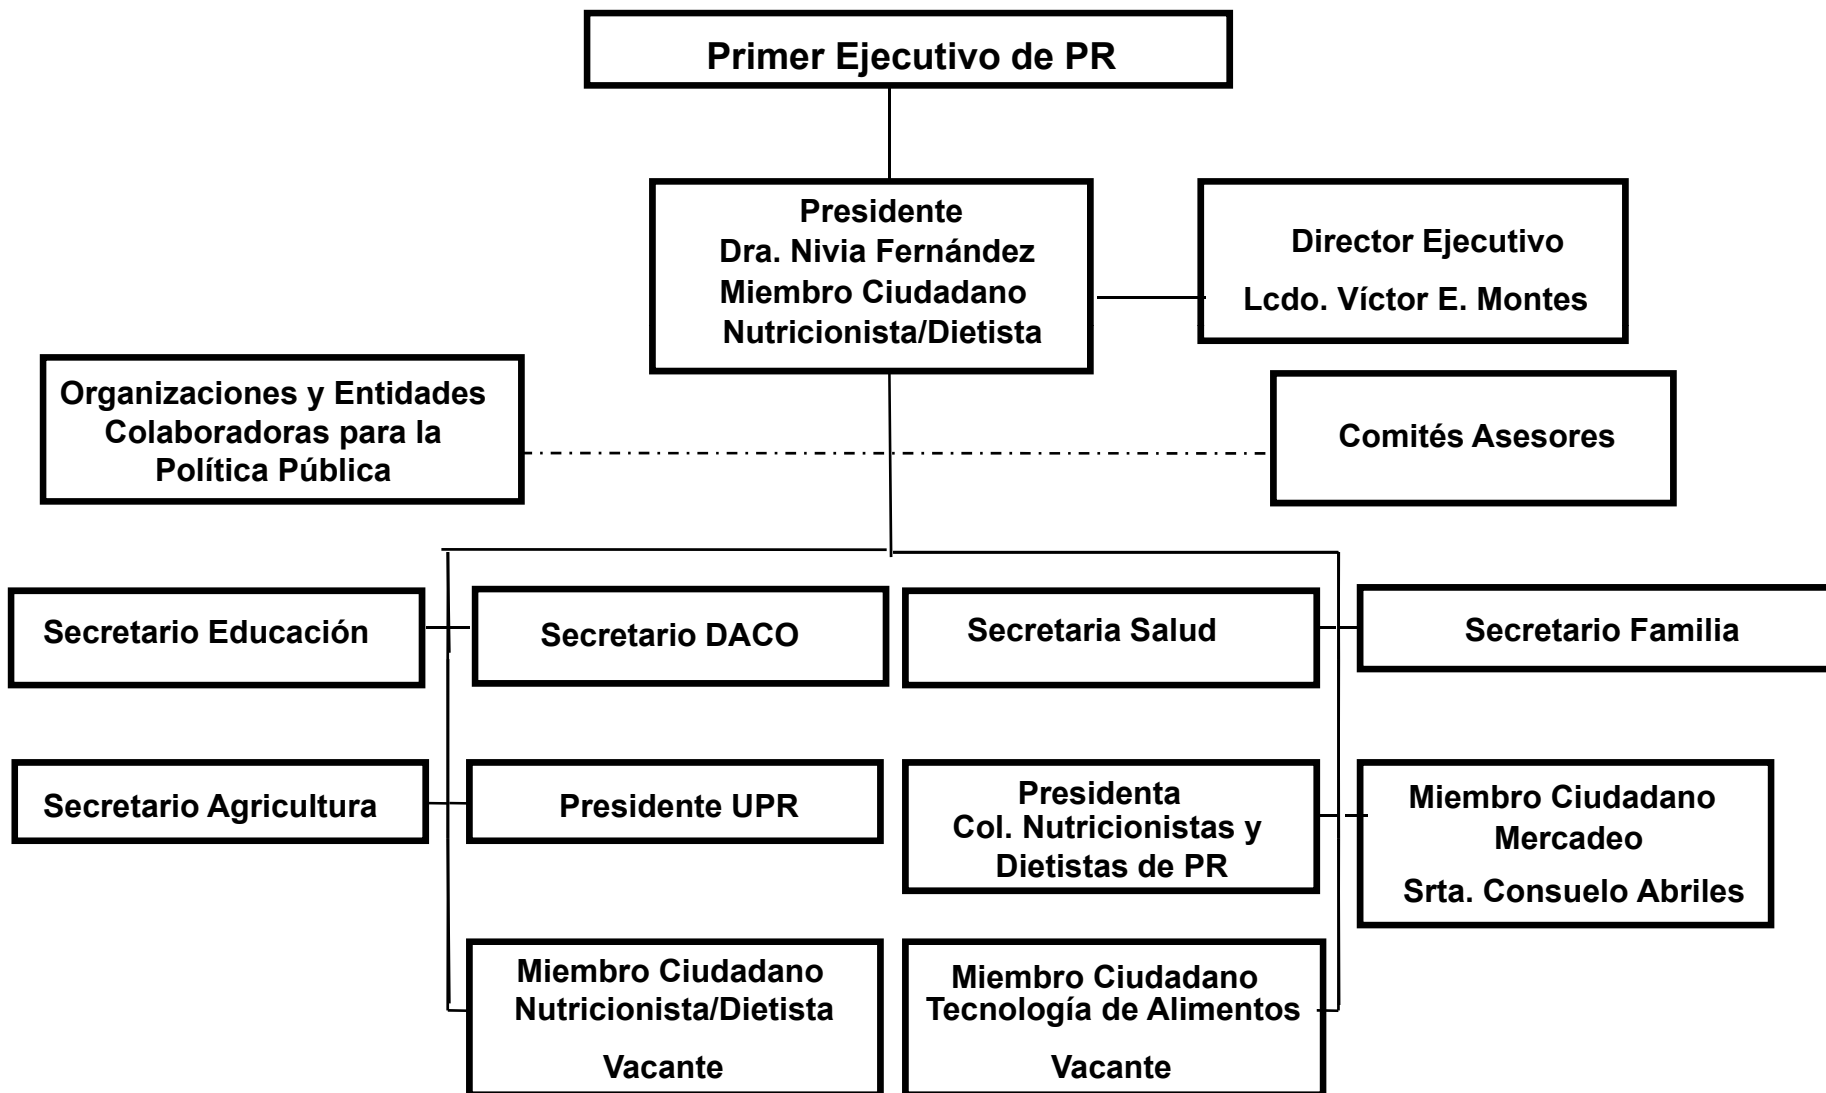 Primer Ejecutivo de PR
Presidente
Dra. Nivia Fernández
Miembro Ciudadano
Nutricionista/Dietista
Director Ejecutivo
Lcdo. Víctor E. Montes
Organizaciones y Entidades
Colaboradoras para la
Política Pública
Comités Asesores
Secretario Educación
Secretario DACO
Secretaria Salud
Secretario Familia
Secretario Agricultura
Presidente UPR
Presidenta
Col. Nutricionistas y
Dietistas de PR
Miembro Ciudadano
Mercadeo
Srta. Consuelo Abriles
Miembro Ciudadano
Nutricionista/Dietista
Vacante
Miembro Ciudadano
Tecnología de Alimentos
Vacante